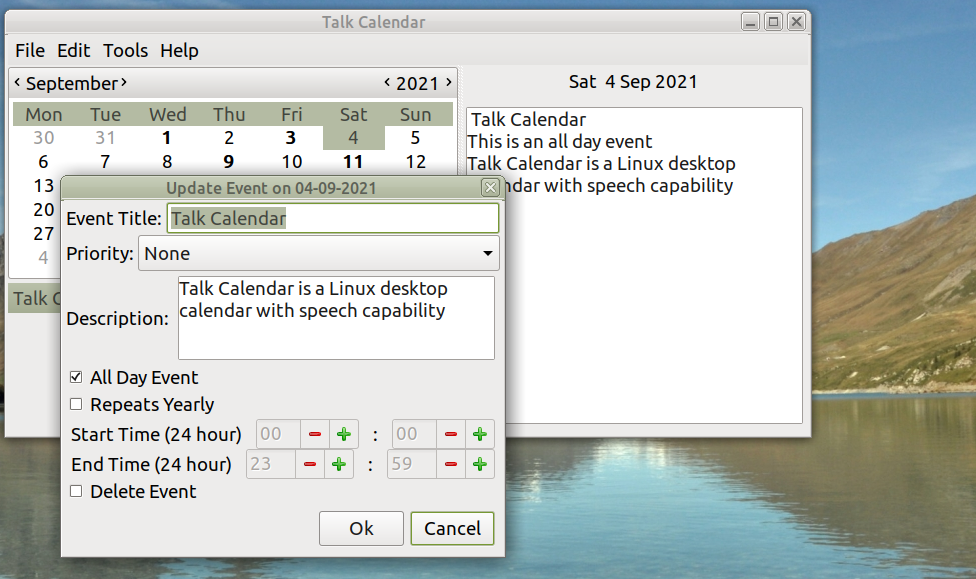 Talk Calendar
File Edit Tools Help
‹ September › ‹ 2021 ›
Mon Tue Wed Thu Fri Sat Sun
30 31 1 2 3 4 5
6 7 8 9 10 11 12
13
20
27
4
Talk C
Sat 4 Sep 2021
Talk Calendar
This is an all day event
Talk Calendar is a Linux desktop
ndar with speech capability
Update Event on 04-09-2021
Event Title: Talk Calendar
Priority: None
Description:
Talk Calendar is a Linux desktop
calendar with speech capability
All Day Event
Repeats Yearly
Start Time (24 hour) 00 : 00
End Time (24 hour) 23 : 59
Delete Event
Ok Cancel